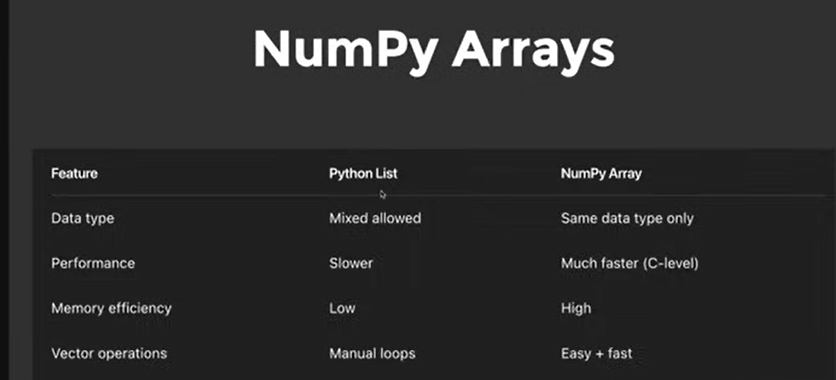 NumPy Arrays
Feature Python List NumPy Array
Data type Mixed allowed Same data type only
Performance Slower Much faster (C-level)
Memory efficiency Low High
Vector operations Manual loops Easy + fast